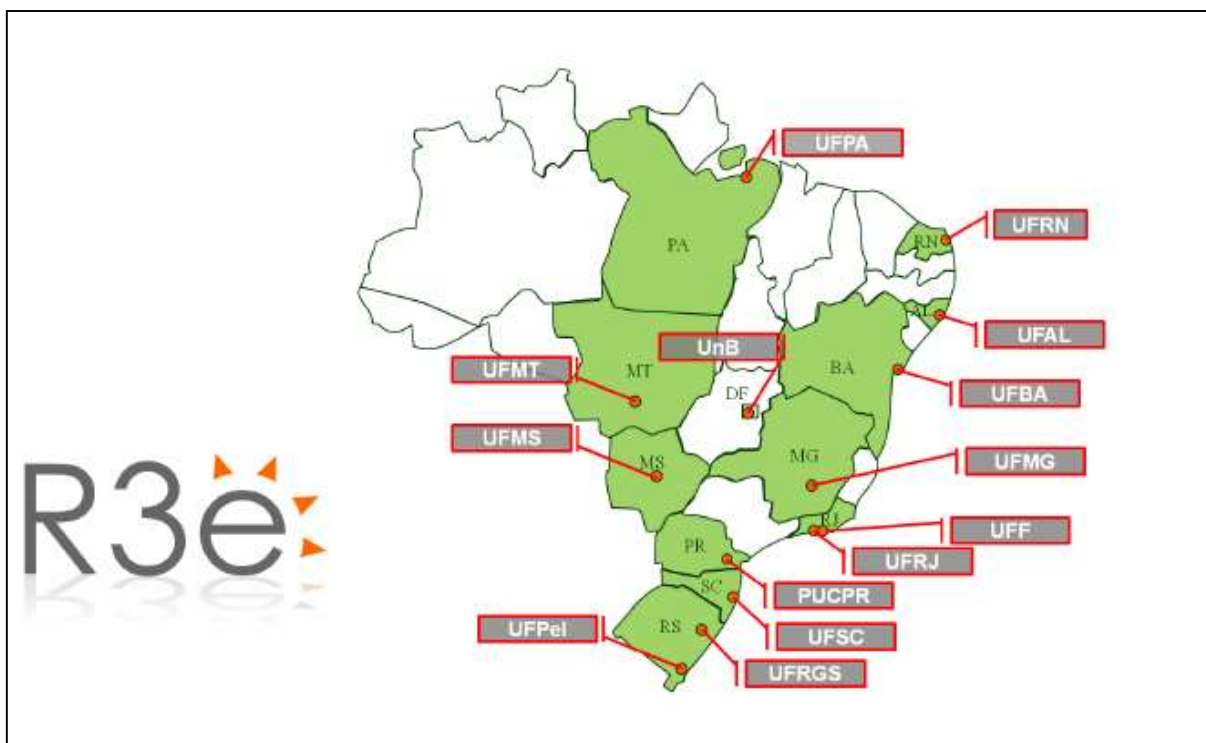 UFPA
UFRN
RN
PA
UFAL
UnB
UFMT
MT
BA
UFBA
DF
UFMS
MS
MG
UFMG
R3e
RJ
UFF
PR
UFRJ
PUCPR
SC
UFPel
RS
UFSC
UFRGS